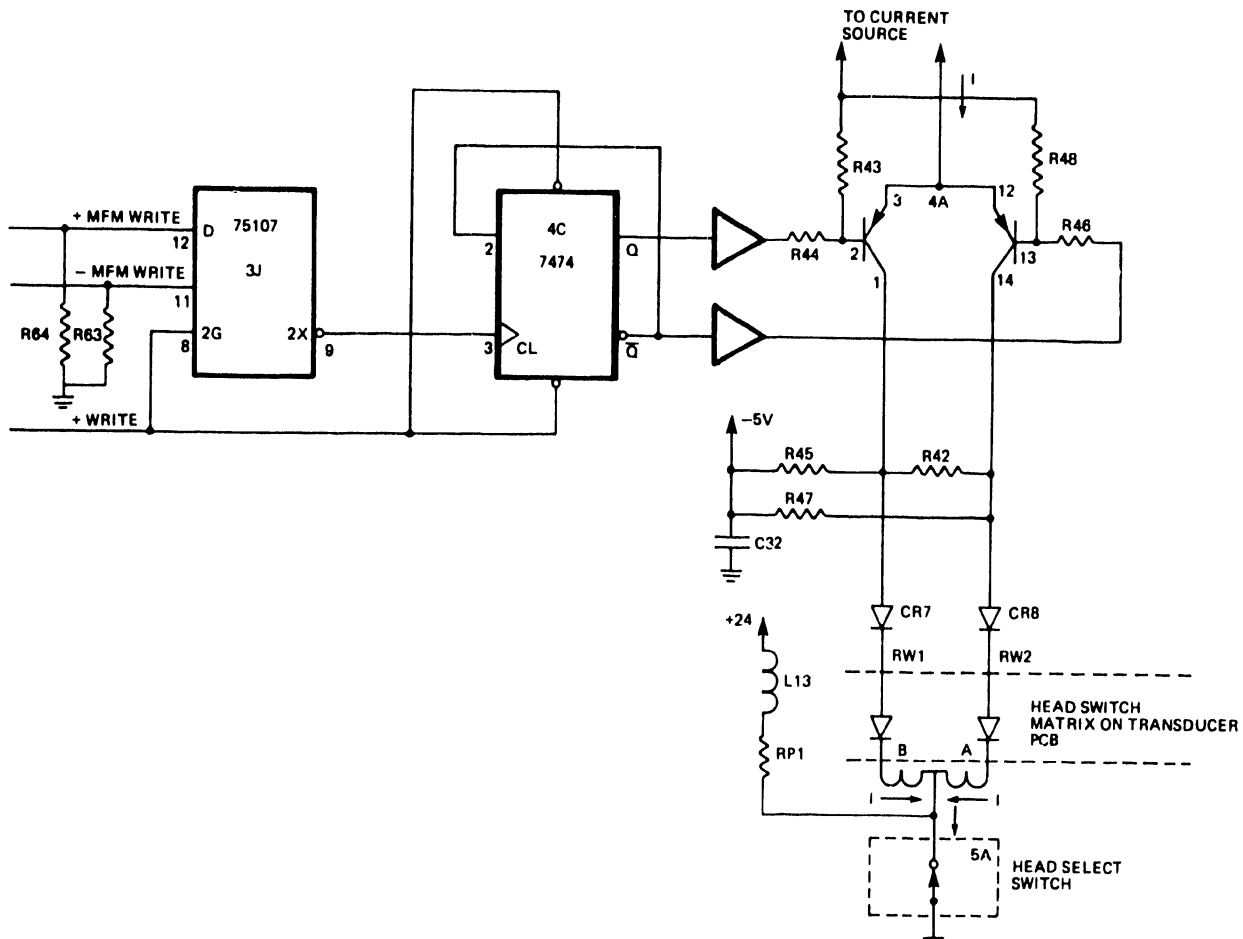 TO CURRENT
SOURCE
I
R43
R48
3
12
4A
+ MFM WRITE
12
D
75107
3J
- MFM WRITE
11
R64
R63
2G
8
2X
9
+ WRITE
4C
7474
2
Q
3
CL
Q̅
R44
2
1
R46
13
14
-5V
R45
R42
R47
C32
CR7
CR8
+24
RW1
RW2
L13
HEAD SWITCH
MATRIX ON TRANSDUCER
PCB
RP1
B
A
I
I
5A
HEAD SELECT
SWITCH